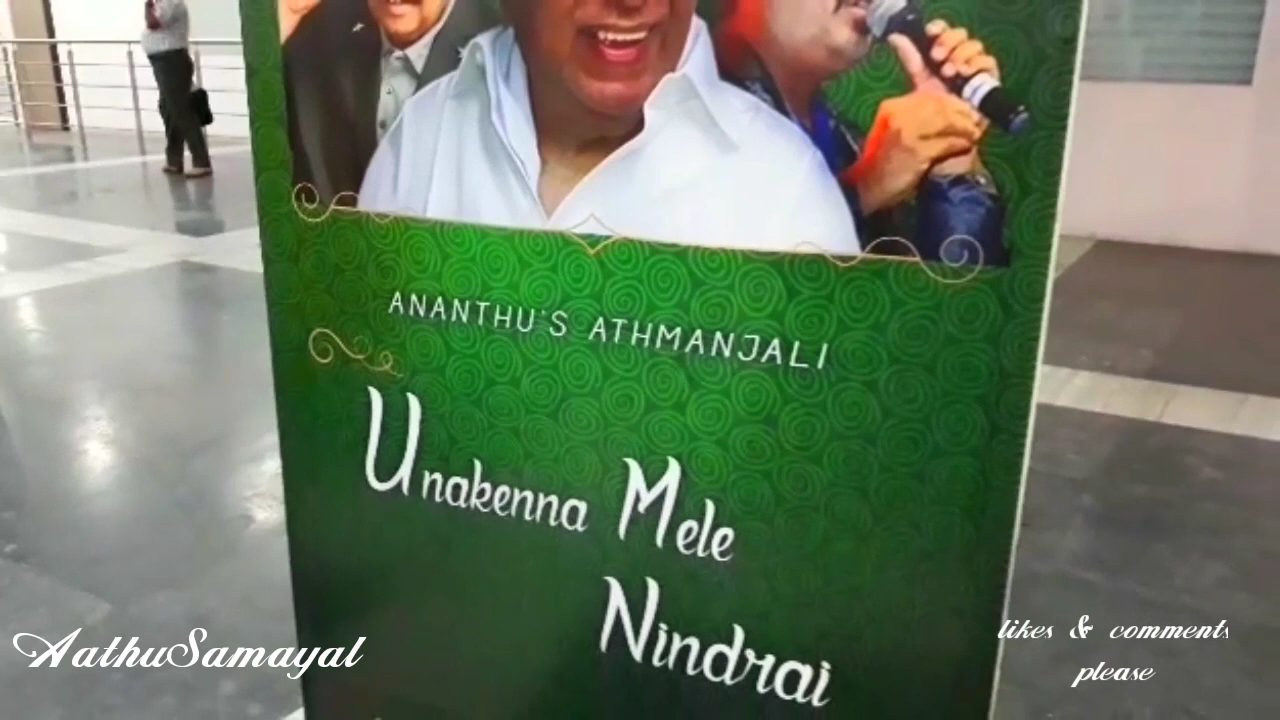 ANANTHU'S ATHMANJALI
Unakenna Mele
Nindrai
AathuSamayal
likes & comments
please